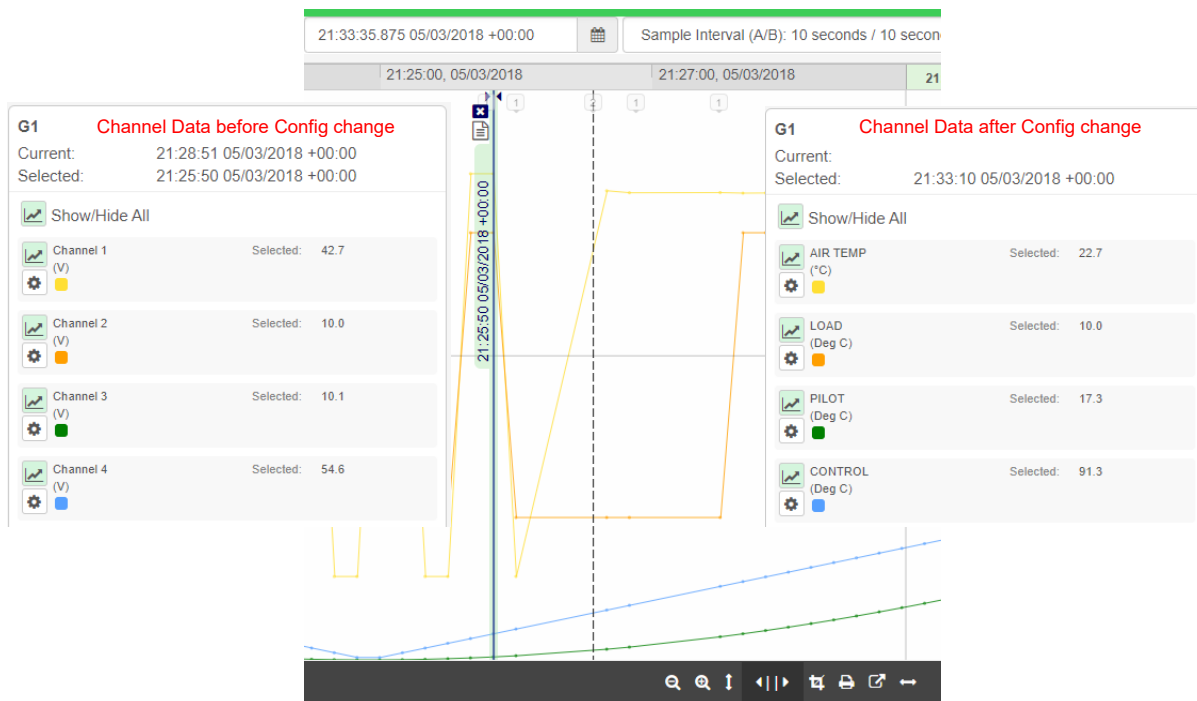 21:33:35.875 05/03/2018 +00:00
Sample Interval (A/B): 10 seconds / 10 secon
21:25:00, 05/03/2018
21:27:00, 05/03/2018
21
1
2
1
1
21:25:50 05/03/2018 +00:00
G1
Channel Data before Config change
Current: 21:28:51 05/03/2018 +00:00
Selected: 21:25:50 05/03/2018 +00:00
Show/Hide All
Channel 1 Selected: 42.7
(V)
Channel 2 Selected: 10.0
(V)
Channel 3 Selected: 10.1
(V)
Channel 4 Selected: 54.6
(V)
G1
Channel Data after Config change
Current:
Selected: 21:33:10 05/03/2018 +00:00
Show/Hide All
AIR TEMP Selected: 22.7
(°C)
LOAD Selected: 10.0
(Deg C)
PILOT Selected: 17.3
(Deg C)
CONTROL Selected: 91.3
(Deg C)